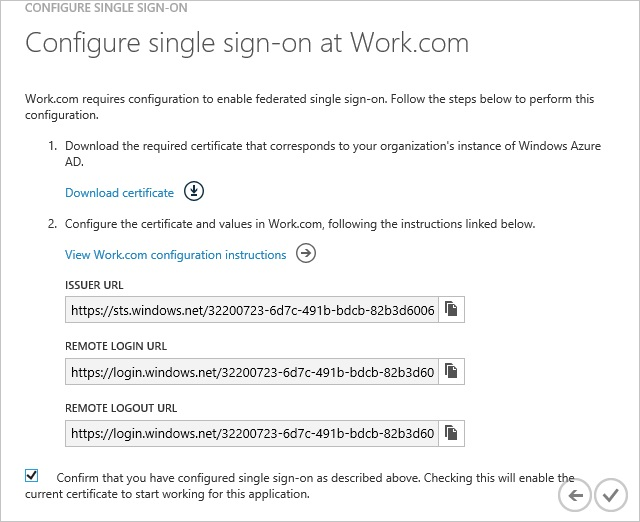 CONFIGURE SINGLE SIGN-ON
Configure single sign-on at Work.com
Work.com requires configuration to enable federated single sign-on. Follow the steps below to perform this
configuration.
1. Download the required certificate that corresponds to your organization's instance of Windows Azure
AD.
Download certificate
2. Configure the certificate and values in Work.com, following the instructions linked below.
View Work.com configuration instructions
ISSUER URL
https://sts.windows.net/32200723-6d7c-491b-bdcb-82b3d6006
REMOTE LOGIN URL
https://login.windows.net/32200723-6d7c-491b-bdcb-82b3d60
REMOTE LOGOUT URL
https://login.windows.net/32200723-6d7c-491b-bdcb-82b3d60
Confirm that you have configured single sign-on as described above. Checking this will enable the
current certificate to start working for this application.